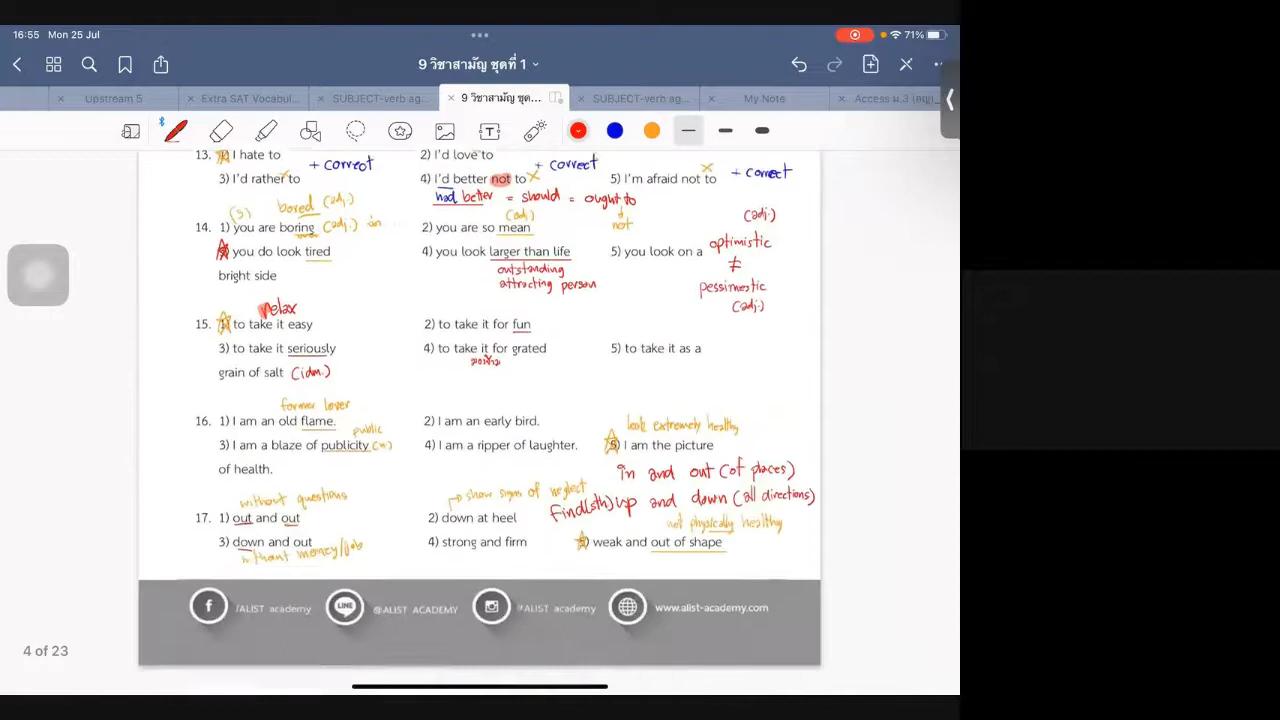 16:55 Mon 25 Jul
71%
9 วิชาสามัญ ชุดที่ 1
Upstream 5
Extra SAT Vocabul...
SUBJECT-verb ag...
9 วิชาสามัญ ชุด...
SUBJECT-verb ag...
My Note
Access ม.3 (ครู)_
13. 1) I hate to
+ correct
2) I'd love to
+ correct
3) I'd rather to
4) I'd better not to
5) I'm afraid not to
+ correct
had better = should = ought to
not
bored (adj.)
(s)
(adj.)
(adj.)
14. 1) you are boring (adj.)
2) you are so mean
optimistic
3) you do look tired
4) you look larger than life
5) you look on a
≠
bright side
outstanding
attracting person
pessimestic
(adj.)
relax
15. 1) to take it easy
2) to take it for fun
3) to take it seriously
4) to take it for grated
5) to take it as a
มองข้าม
grain of salt (idm.)
former lover
16. 1) I am an old flame.
2) I am an early bird.
look extremely healthy
public
3) I am a blaze of publicity (n)
4) I am a ripper of laughter.
5) I am the picture
of health.
in and out (of places)
without questions
show signs of neglect
find(sth) up and down (all directions)
17. 1) out and out
2) down at heel
not physically healthy
3) down and out
4) strong and firm
5) weak and out of shape
without money/job
/ALIST academy
@ALIST ACADEMY
/ALIST academy
www.alist-academy.com
4 of 23